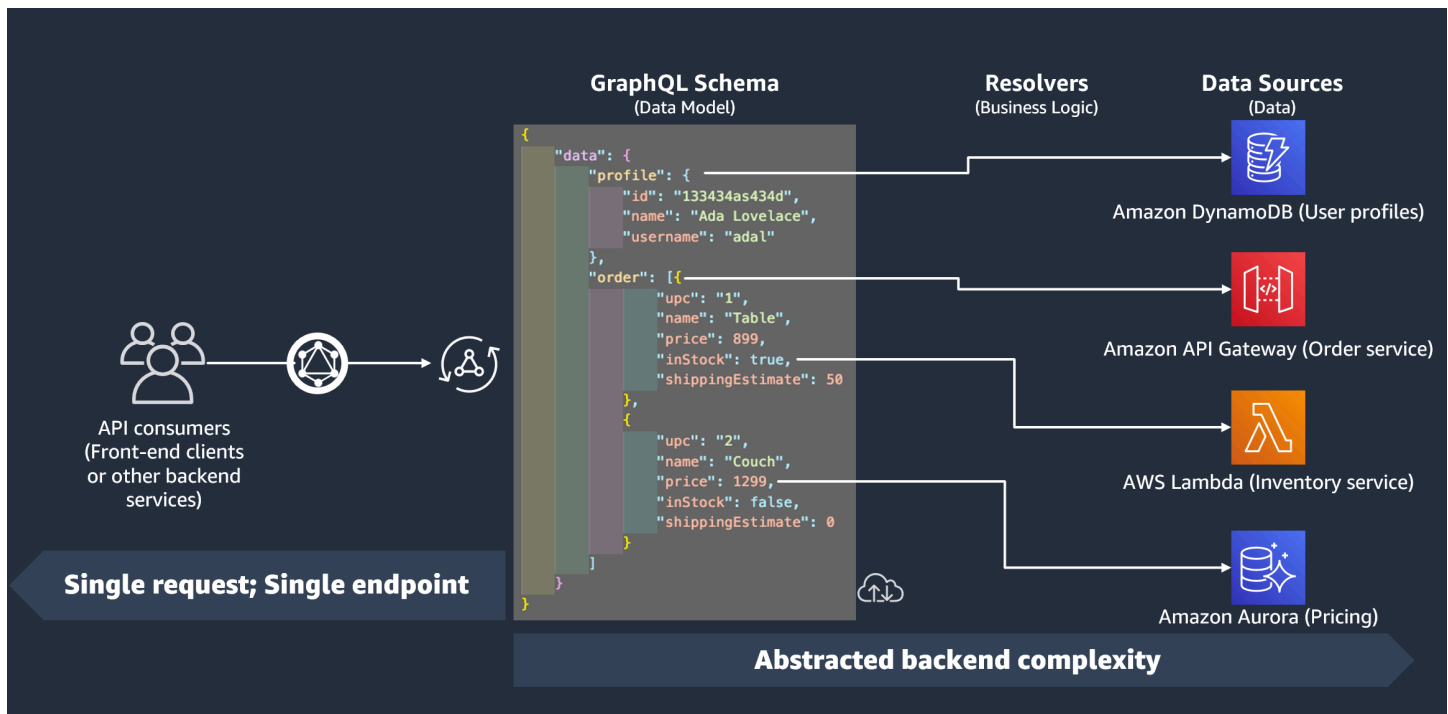 GraphQL Schema
(Data Model)
Resolvers
(Business Logic)
Data Sources
(Data)
{
"data": {
"profile": {
"id": "133434as434d",
"name": "Ada Lovelace",
"username": "adal"
},
"order": [{
"upc": "1",
"name": "Table",
"price": 899,
"inStock": true,
"shippingEstimate": 50
},
{
"upc": "2",
"name": "Couch",
"price": 1299,
"inStock": false,
"shippingEstimate": 0
}
]
}
}
Amazon DynamoDB (User profiles)
</>
Amazon API Gateway (Order service)
AWS Lambda (Inventory service)
Amazon Aurora (Pricing)
API consumers
(Front-end clients
or other backend
services)
Single request; Single endpoint
Abstracted backend complexity